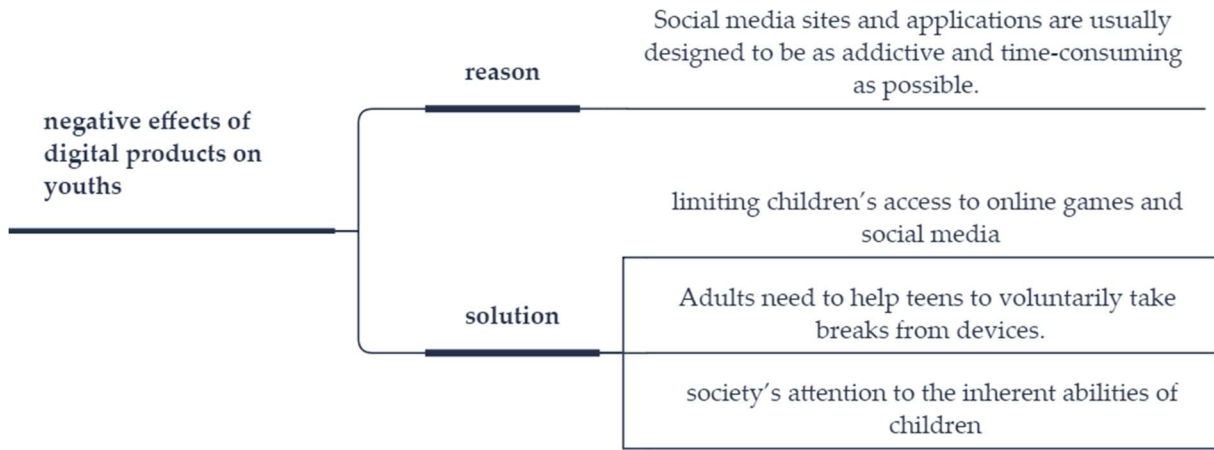 negative effects of
digital products on
youths
reason
Social media sites and applications are usually
designed to be as addictive and time-consuming
as possible.
solution
limiting children’s access to online games and
social media
Adults need to help teens to voluntarily take
breaks from devices.
society’s attention to the inherent abilities of
children